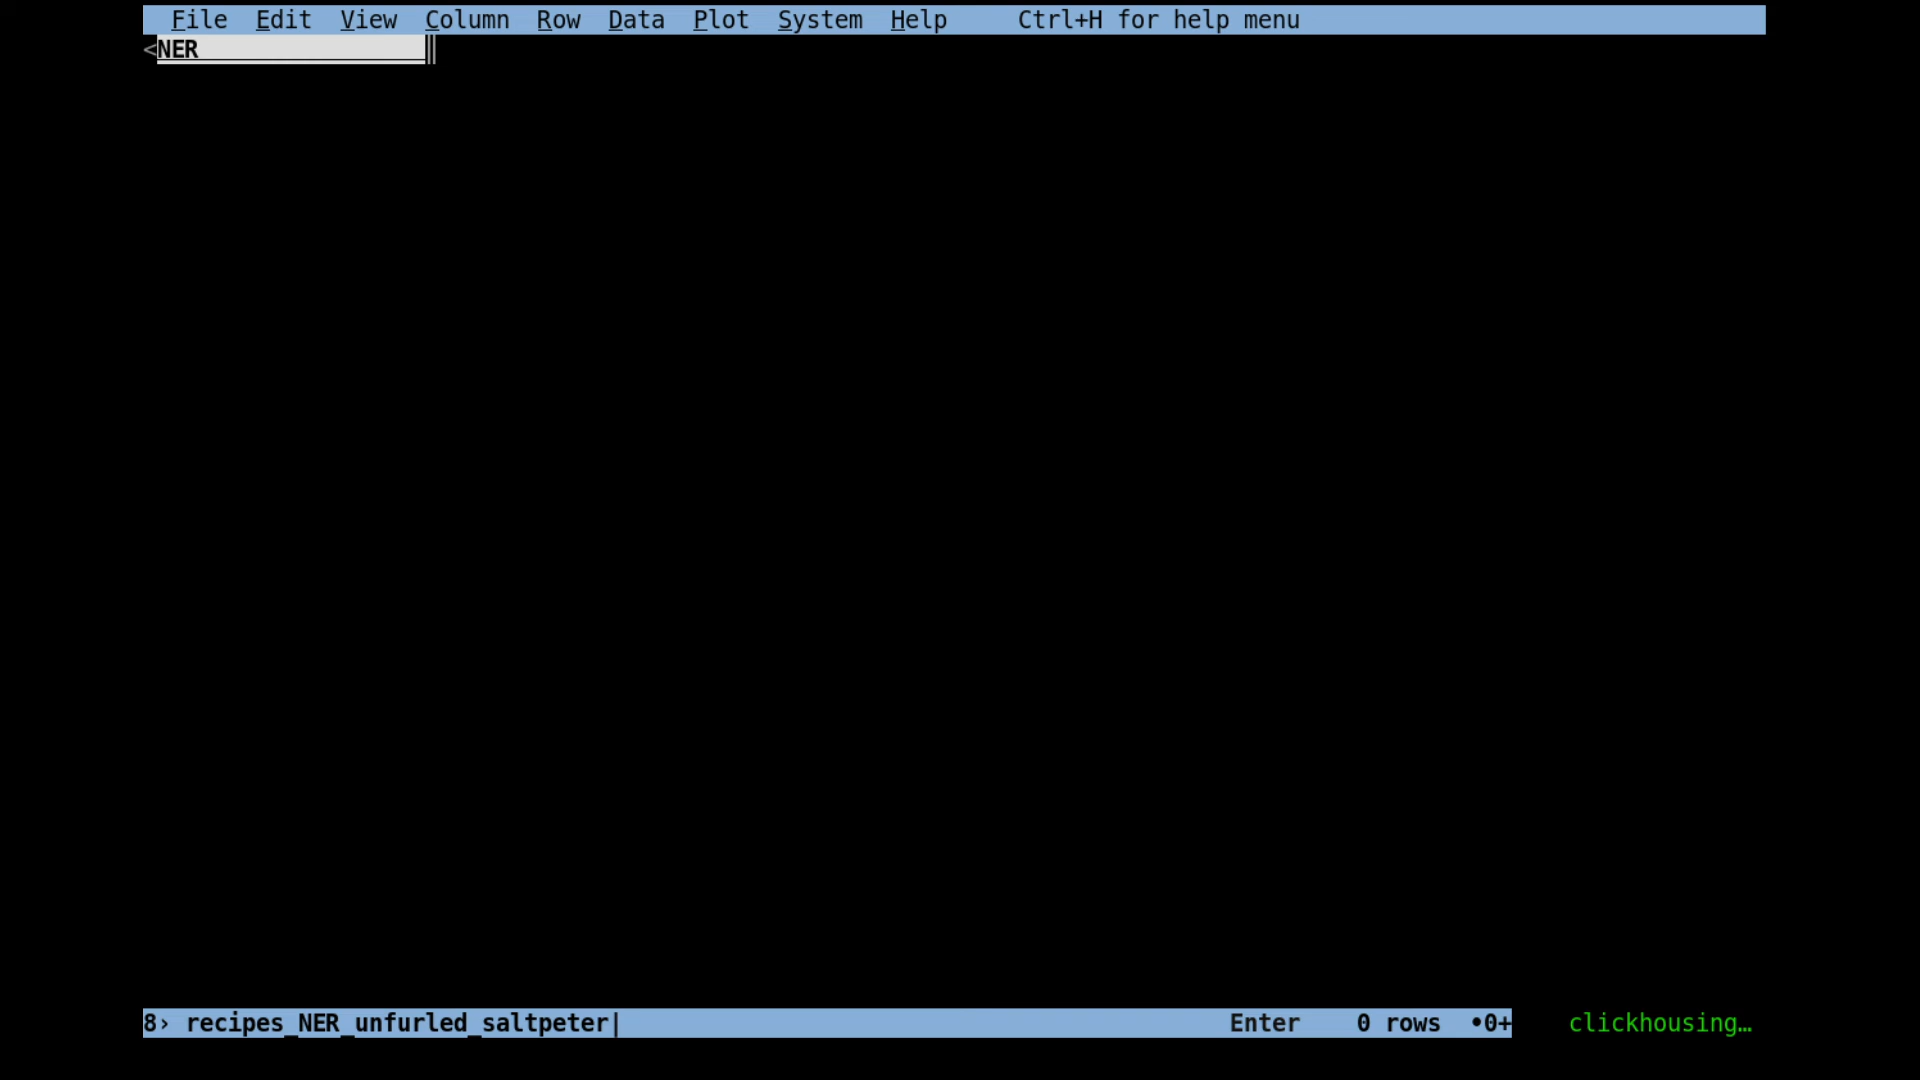 File Edit View Column Row Data Plot System Help Ctrl+H for help menu
<NER
8› recipes_NER_unfurled_saltpeter| Enter 0 rows •0+ clickhousing…